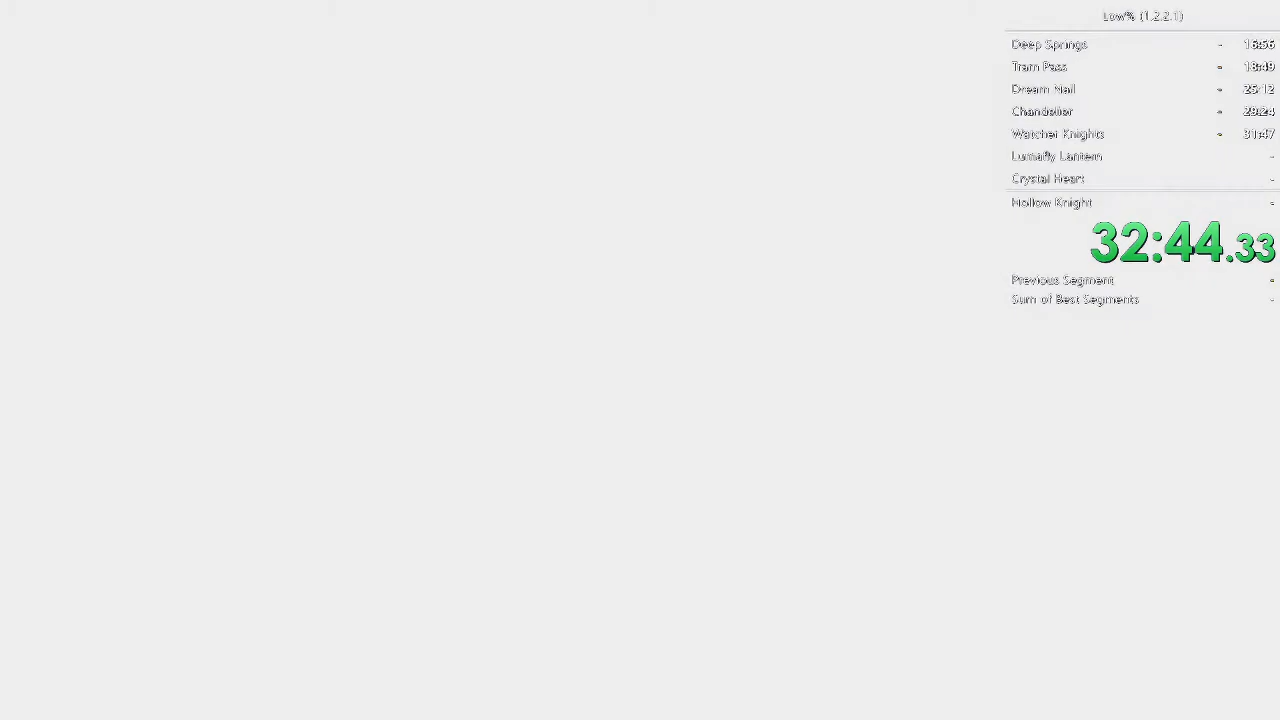 Low% (1.2.2.1)
Deep Springs - 16:56
Tram Pass - 18:49
Dream Nail - 25:12
Chandelier - 29:24
Watcher Knights - 31:47
Lumafly Lantern -
Crystal Heart -
Hollow Knight -
32:44.33
Previous Segment -
Sum of Best Segments -